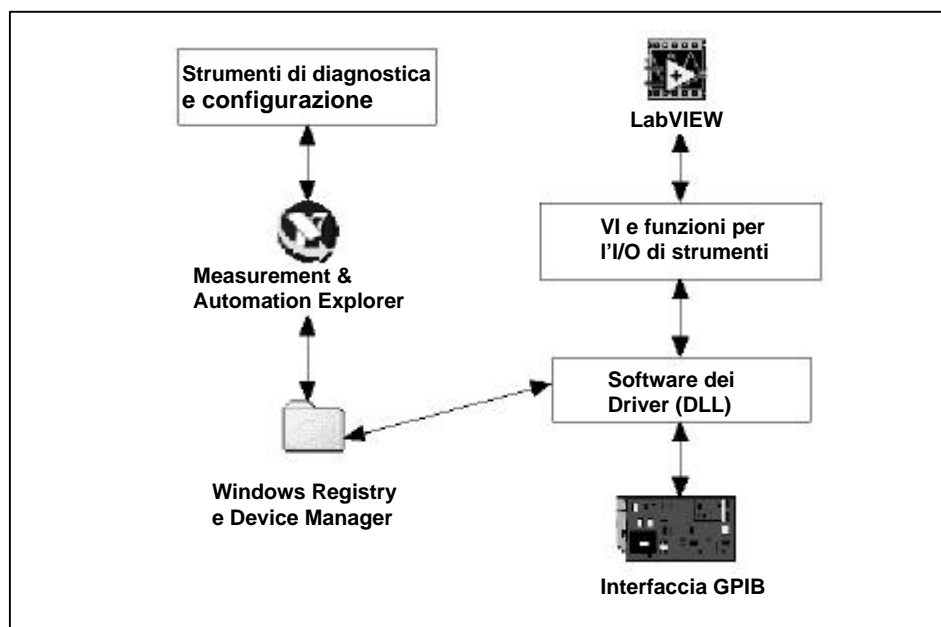 Strumenti di diagnostica
e configurazione
Measurement &
Automation Explorer
Windows Registry
e Device Manager
LabVIEW
VI e funzioni per
l'I/O di strumenti
Software dei
Driver (DLL)
Interfaccia GPIB